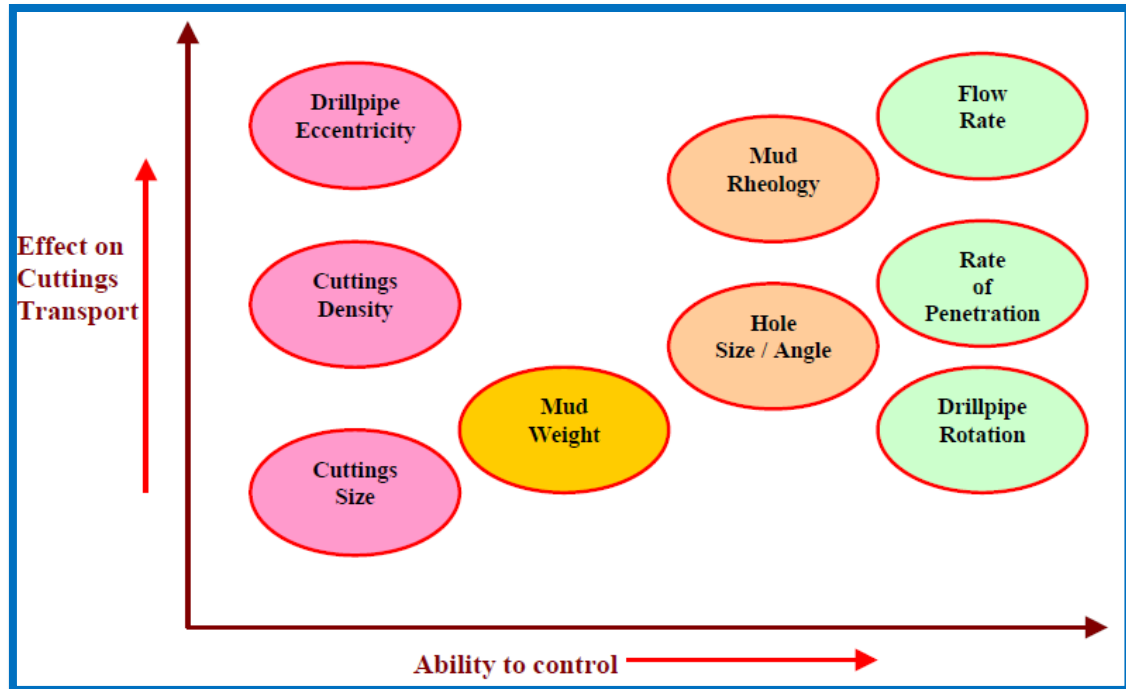 Drillpipe
Eccentricity
Flow
Rate
Mud
Rheology
Effect on
Cuttings
Transport
Cuttings
Density
Rate
of
Penetration
Hole
Size / Angle
Mud
Weight
Drillpipe
Rotation
Cuttings
Size
Ability to control